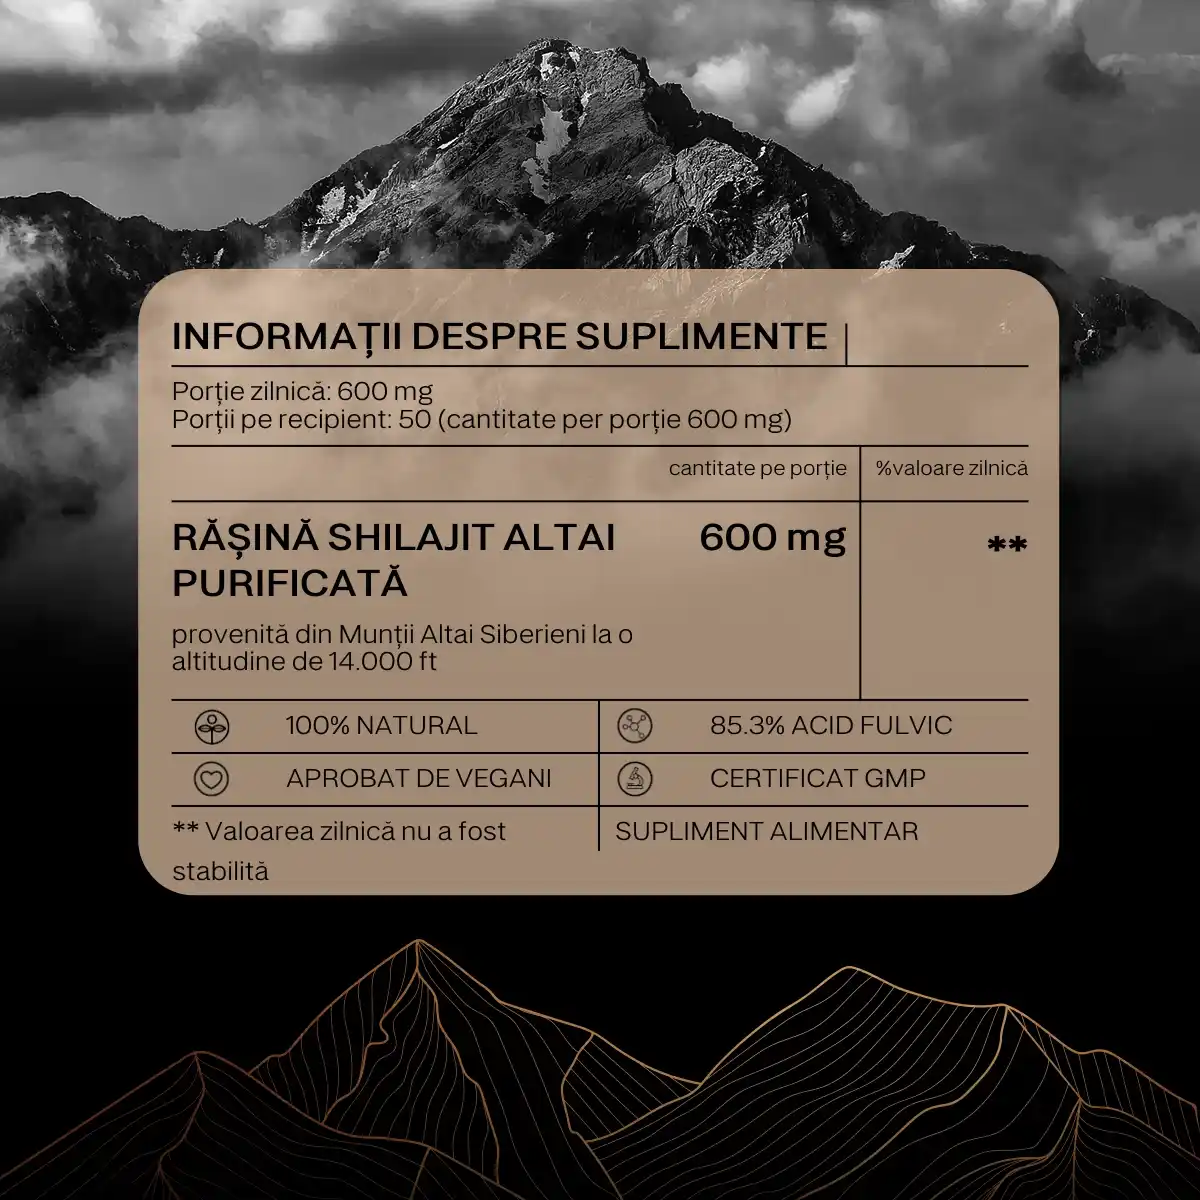 INFORMAȚII DESPRE SUPLIMENTE
Porție zilnică: 600 mg
Porții pe recipient: 50 (cantitate per porție 600 mg)
cantitate pe porție %valoare zilnică
RĂȘINĂ SHILAJIT ALTAI 600 mg **
PURIFICATĂ
provenită din Munții Altai Siberieni la o
altitudine de 14.000 ft
100% NATURAL 85.3% ACID FULVIC
APROBAT DE VEGANI CERTIFICAT GMP
** Valoarea zilnică nu a fost SUPLIMENT ALIMENTAR
stabilită